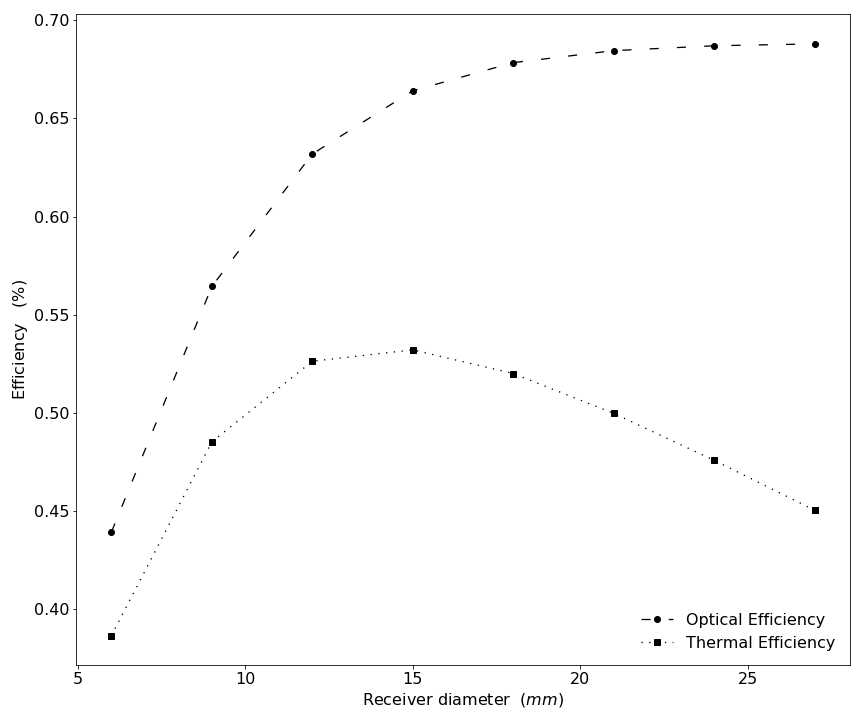 0.70
0.65
0.60
0.55
0.50
0.45
0.40
Efficiency (%)
5 10 15 20 25
Receiver diameter (mm)
Optical Efficiency
Thermal Efficiency